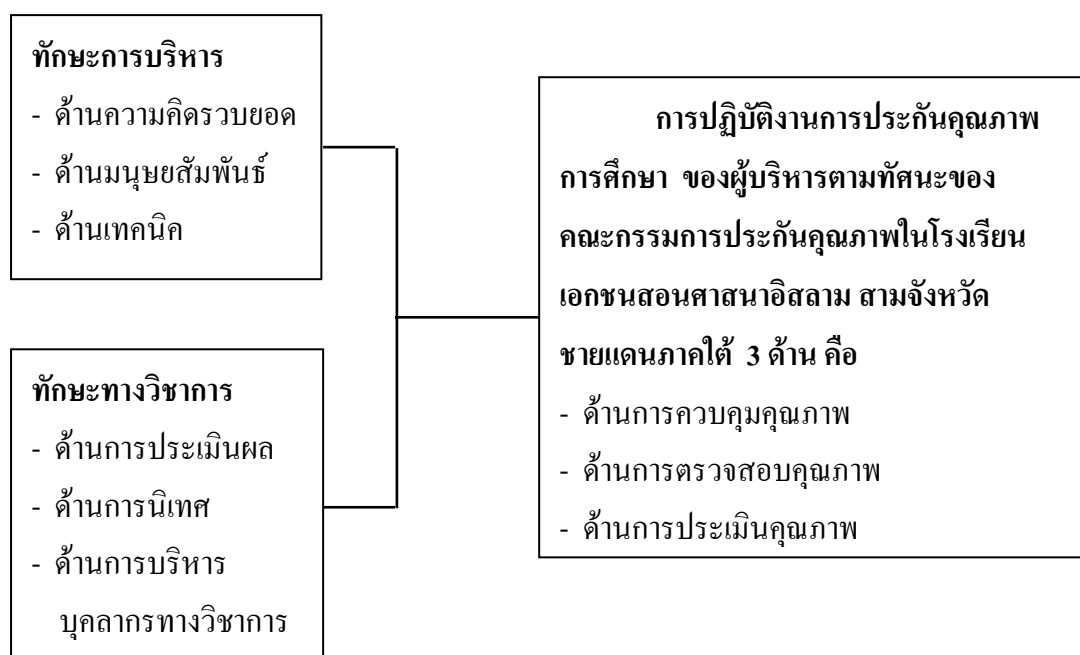 ทักษะการบริหาร
- ด้านความคิดรวบยอด
- ด้านมนุษยสัมพันธ์
- ด้านเทคนิค
ทักษะทางวิชาการ
- ด้านการประเมินผล
- ด้านการนิเทศ
- ด้านการบริหาร
บุคลากรทางวิชาการ
การปฏิบัติงานการประกันคุณภาพ
การศึกษา ของผู้บริหารตามทัศนะของ
คณะกรรมการประกันคุณภาพในโรงเรียน
เอกชนสอนศาสนาอิสลาม สามจังหวัด
ชายแดนภาคใต้ 3 ด้าน คือ
- ด้านการควบคุมคุณภาพ
- ด้านการตรวจสอบคุณภาพ
- ด้านการประเมินคุณภาพ